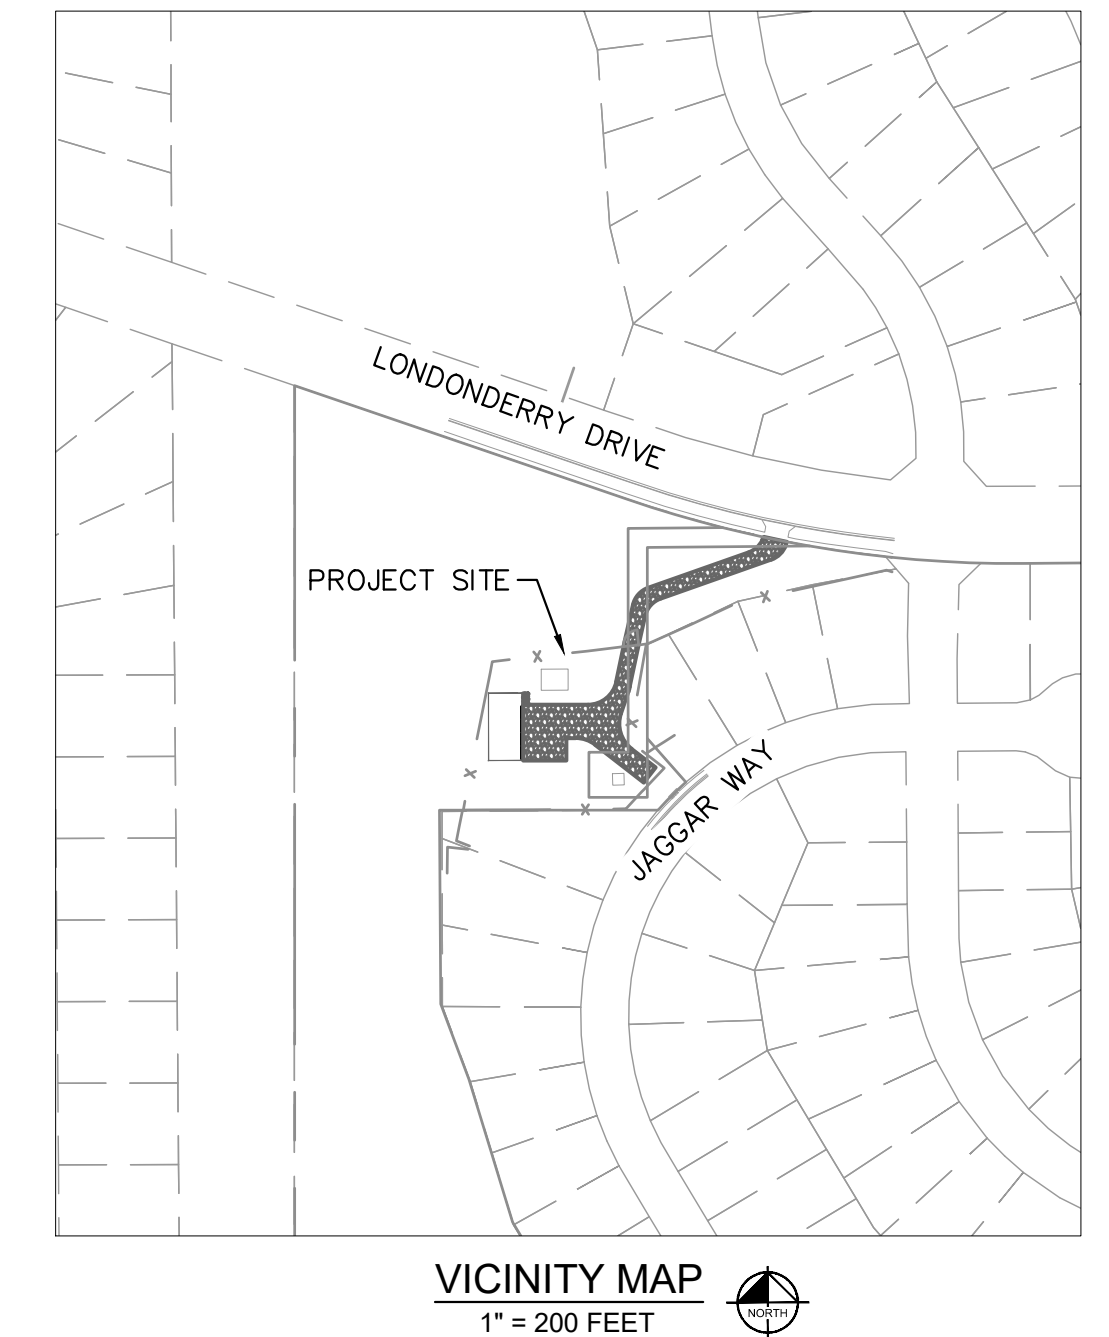 LONDONDERRY DRIVE
PROJECT SITE
JAGGAR WAY
VICINITY MAP
1" = 200 FEET
NORTH